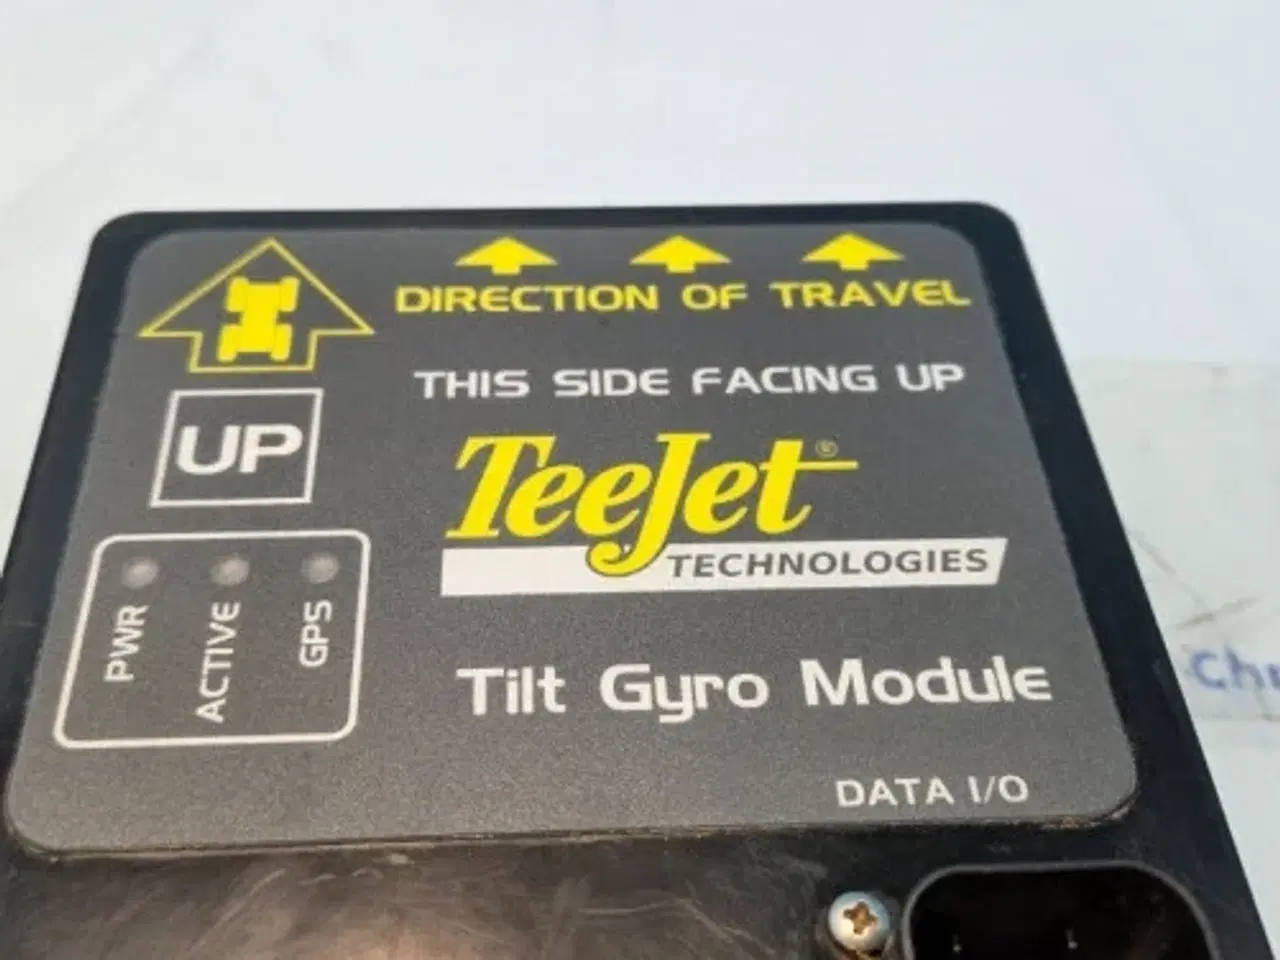 DIRECTION OF TRAVEL
THIS SIDE FACING UP
UP
TeeJet®
TECHNOLOGIES
PWR
ACTIVE
GPS
Tilt Gyro Module
DATA I/O